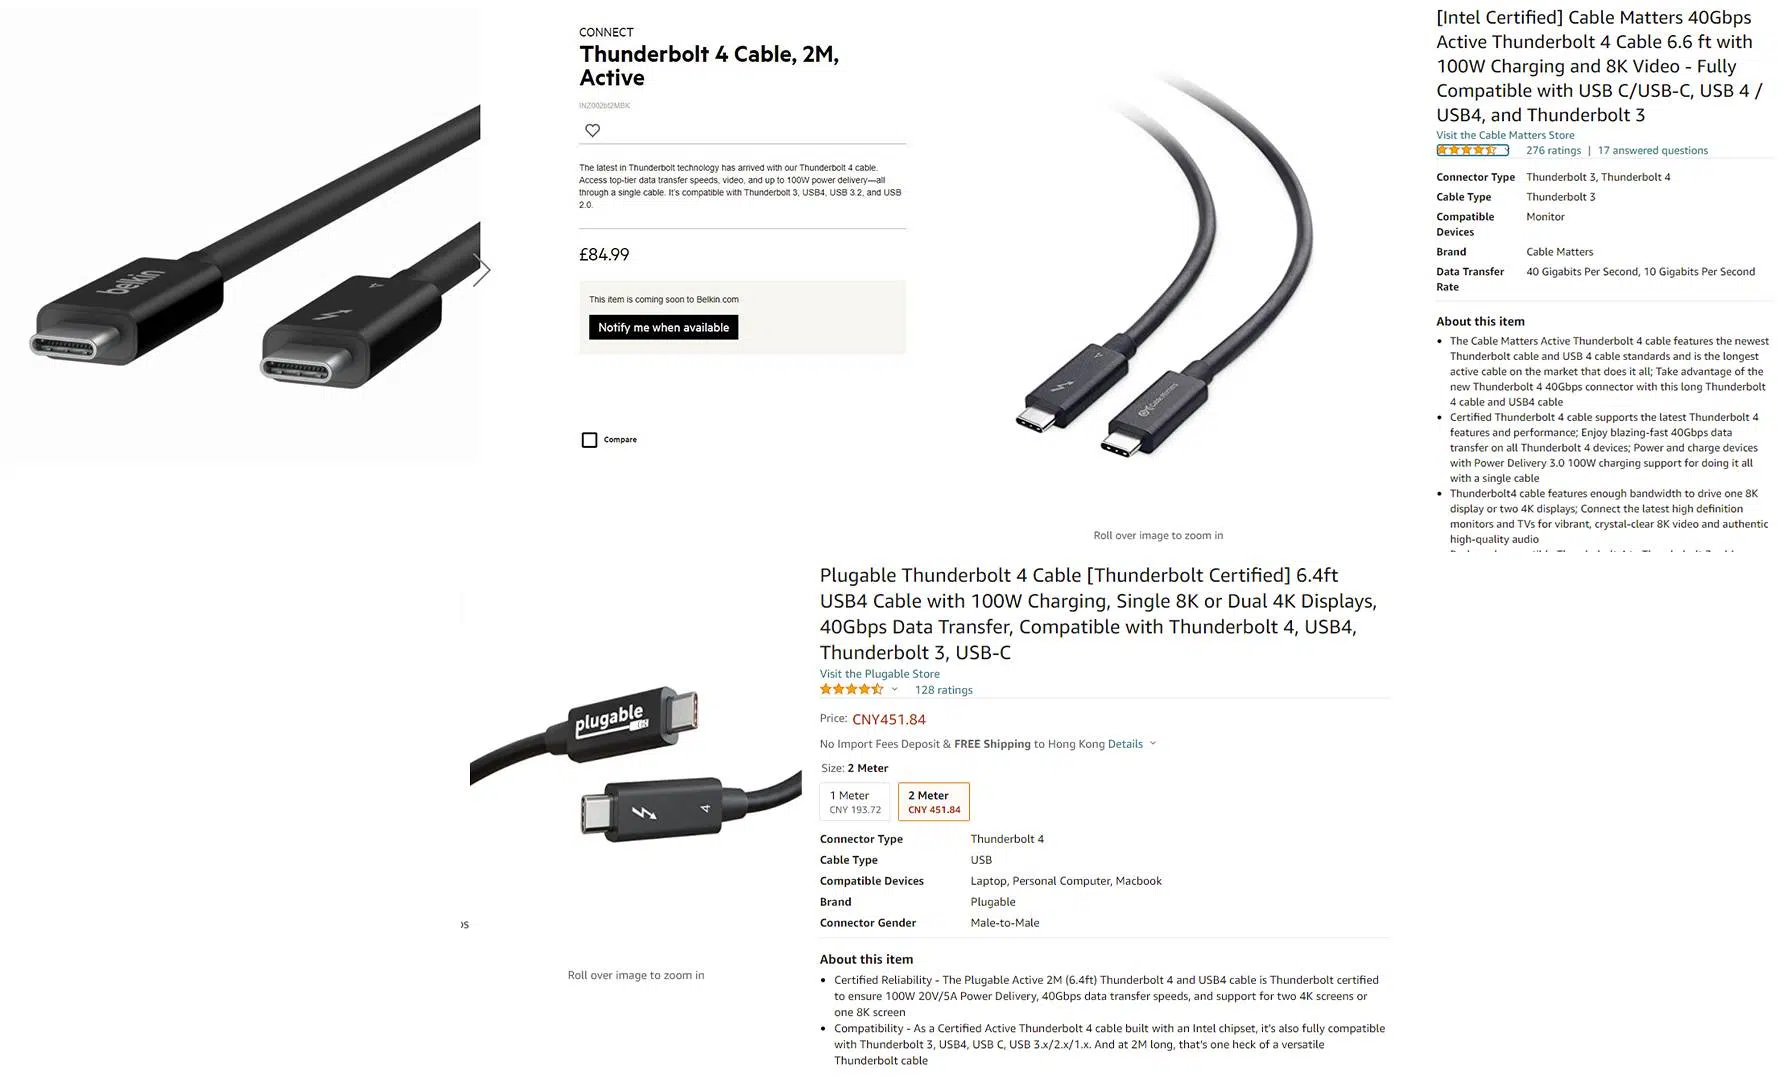 belkin
CONNECT
Thunderbolt 4 Cable, 2M,
Active
INZ002bt2MBK
The latest in Thunderbolt technology has arrived with our Thunderbolt 4 cable.
Access top-tier data transfer speeds, video, and up to 100W power delivery—all
through a single cable. It's compatible with Thunderbolt 3, USB4, USB 3.2, and USB
2.0.
£84.99
This item is coming soon to Belkin.com
Notify me when available
Compare
Cable Matters
Roll over image to zoom in
[Intel Certified] Cable Matters 40Gbps
Active Thunderbolt 4 Cable 6.6 ft with
100W Charging and 8K Video - Fully
Compatible with USB C/USB-C, USB 4 /
USB4, and Thunderbolt 3
Visit the Cable Matters Store
276 ratings | 17 answered questions
Connector Type Thunderbolt 3, Thunderbolt 4
Cable Type Thunderbolt 3
Compatible Monitor
Devices
Brand Cable Matters
Data Transfer 40 Gigabits Per Second, 10 Gigabits Per Second
Rate
About this item
• The Cable Matters Active Thunderbolt 4 cable features the newest
Thunderbolt cable and USB 4 cable standards and is the longest
active cable on the market that does it all; Take advantage of the
new Thunderbolt 4 40Gbps connector with this long Thunderbolt
4 cable and USB4 cable
• Certified Thunderbolt 4 cable supports the latest Thunderbolt 4
features and performance; Enjoy blazing-fast 40Gbps data
transfer on all Thunderbolt 4 devices; Power and charge devices
with Power Delivery 3.0 100W charging support for doing it all
with a single cable
• Thunderbolt4 cable features enough bandwidth to drive one 8K
display or two 4K displays; Connect the latest high definition
monitors and TVs for vibrant, crystal-clear 8K video and authentic
high-quality audio
plugable
4
Roll over image to zoom in
Plugable Thunderbolt 4 Cable [Thunderbolt Certified] 6.4ft
USB4 Cable with 100W Charging, Single 8K or Dual 4K Displays,
40Gbps Data Transfer, Compatible with Thunderbolt 4, USB4,
Thunderbolt 3, USB-C
Visit the Plugable Store
128 ratings
Price: CNY451.84
No Import Fees Deposit & FREE Shipping to Hong Kong Details
Size: 2 Meter
1 Meter
CNY 193.72
2 Meter
CNY 451.84
Connector Type Thunderbolt 4
Cable Type USB
Compatible Devices Laptop, Personal Computer, Macbook
Brand Plugable
Connector Gender Male-to-Male
About this item
• Certified Reliability - The Plugable Active 2M (6.4ft) Thunderbolt 4 and USB4 cable is Thunderbolt certified
to ensure 100W 20V/5A Power Delivery, 40Gbps data transfer speeds, and support for two 4K screens or
one 8K screen
• Compatibility - As a Certified Active Thunderbolt 4 cable built with an Intel chipset, it's also fully compatible
with Thunderbolt 3, USB4, USB C, USB 3.x/2.x/1.x. And at 2M long, that's one heck of a versatile
Thunderbolt cable